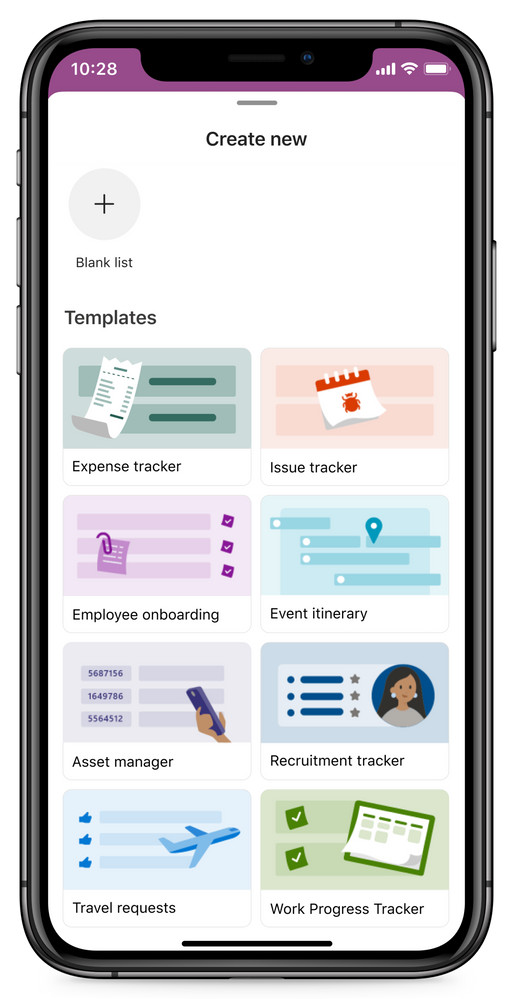 10:28
Create new
Blank list
Templates
Expense tracker
Issue tracker
Employee onboarding
Event itinerary
5687156
1649786
5564512
Asset manager
Recruitment tracker
Travel requests
Work Progress Tracker